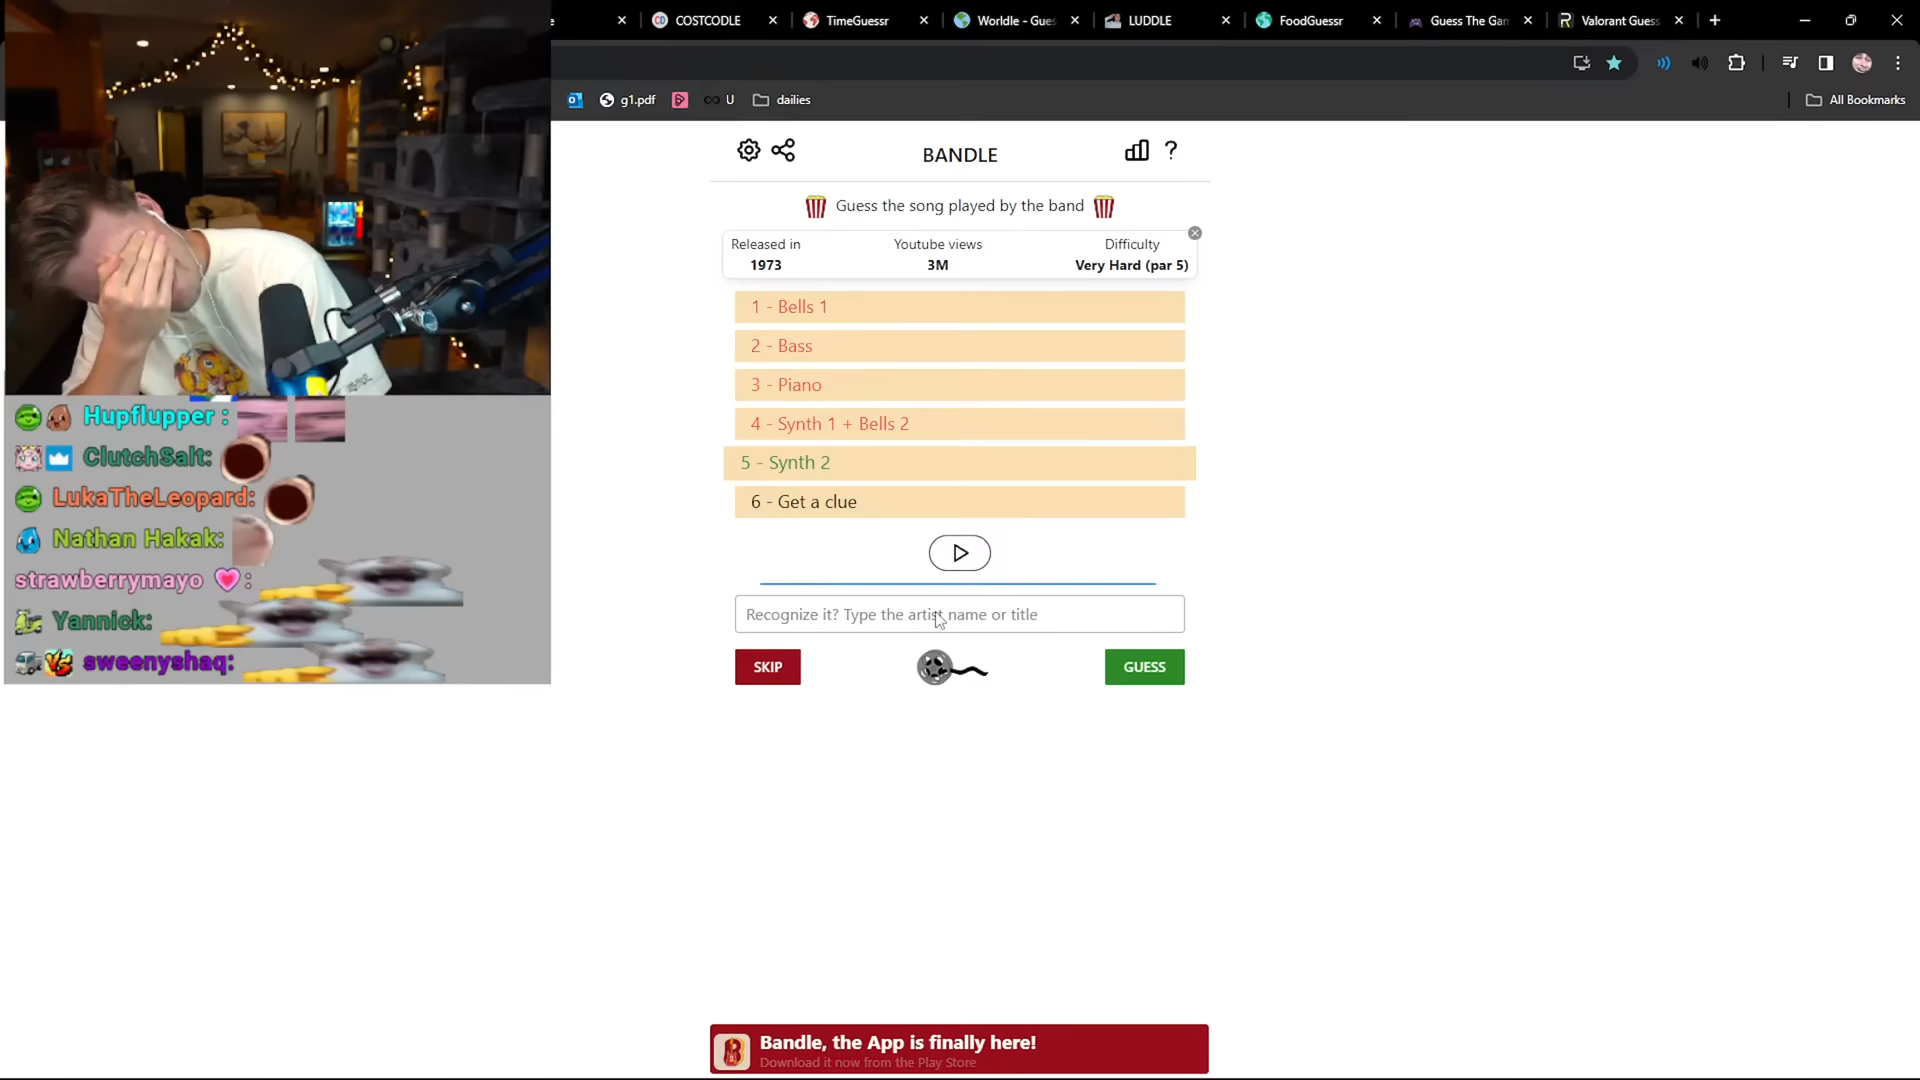 e
COSTCODLE
TimeGuessr
Worldle - Gues
LUDDLE
FoodGuessr
Guess The Gam
Valorant Guess
g1.pdf
U
dailies
All Bookmarks
BANDLE
Guess the song played by the band
Released in
1973
Youtube views
3M
Difficulty
Very Hard (par 5)
1 - Bells 1
2 - Bass
3 - Piano
4 - Synth 1 + Bells 2
5 - Synth 2
6 - Get a clue
Recognize it? Type the artist name or title
SKIP
GUESS
Hupflupper :
ClutchSalt:
LukaTheLeopard:
Nathan Hakak:
strawberrymayo :
Yannick:
sweenyshaq:
Bandle, the App is finally here!
Download it now from the Play Store